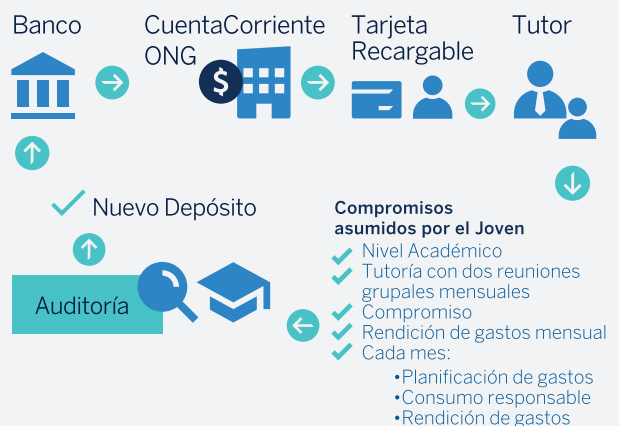 Banco
CuentaCorriente
ONG
$
Tarjeta
Recargable
Tutor
Nuevo Depósito
Auditoría
Compromisos
asumidos por el Joven
Nivel Académico
Tutoría con dos reuniones
grupales mensuales
Compromiso
Rendición de gastos mensual
Cada mes:
•Planificación de gastos
•Consumo responsable
•Rendición de gastos